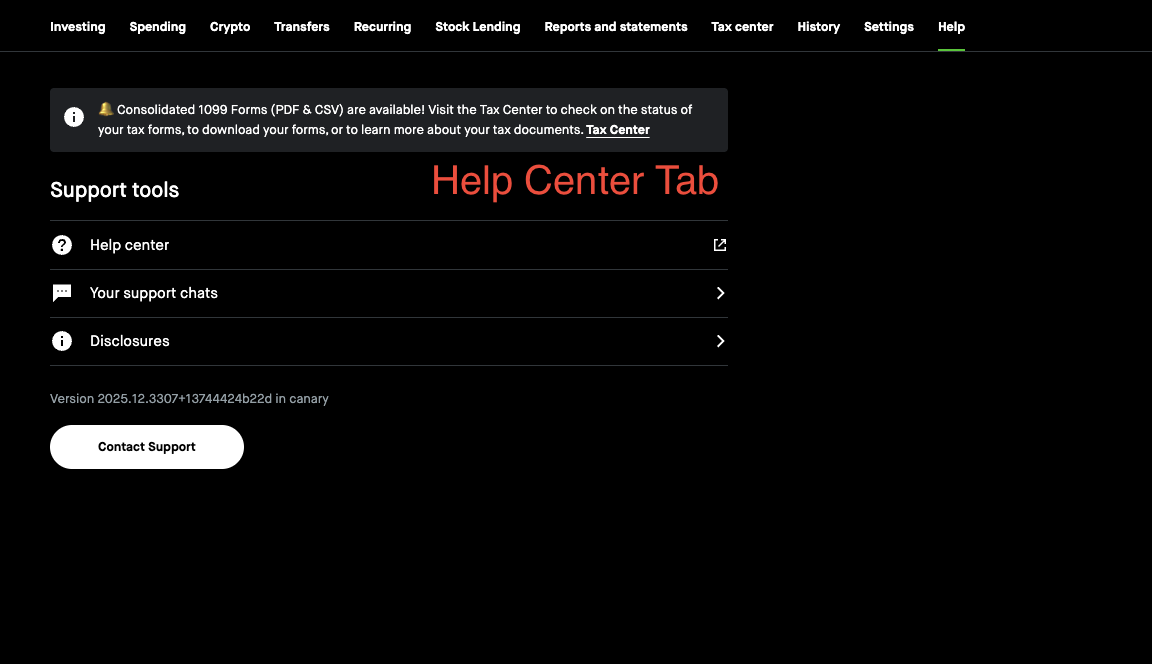 Investing Spending Crypto Transfers Recurring Stock Lending Reports and statements Tax center History Settings Help
🔔 Consolidated 1099 Forms (PDF & CSV) are available! Visit the Tax Center to check on the status of
your tax forms, to download your forms, or to learn more about your tax documents. Tax Center
Help Center Tab
Support tools
Help center
Your support chats
Disclosures
Version 2025.12.3307+13744424b22d in canary
Contact Support